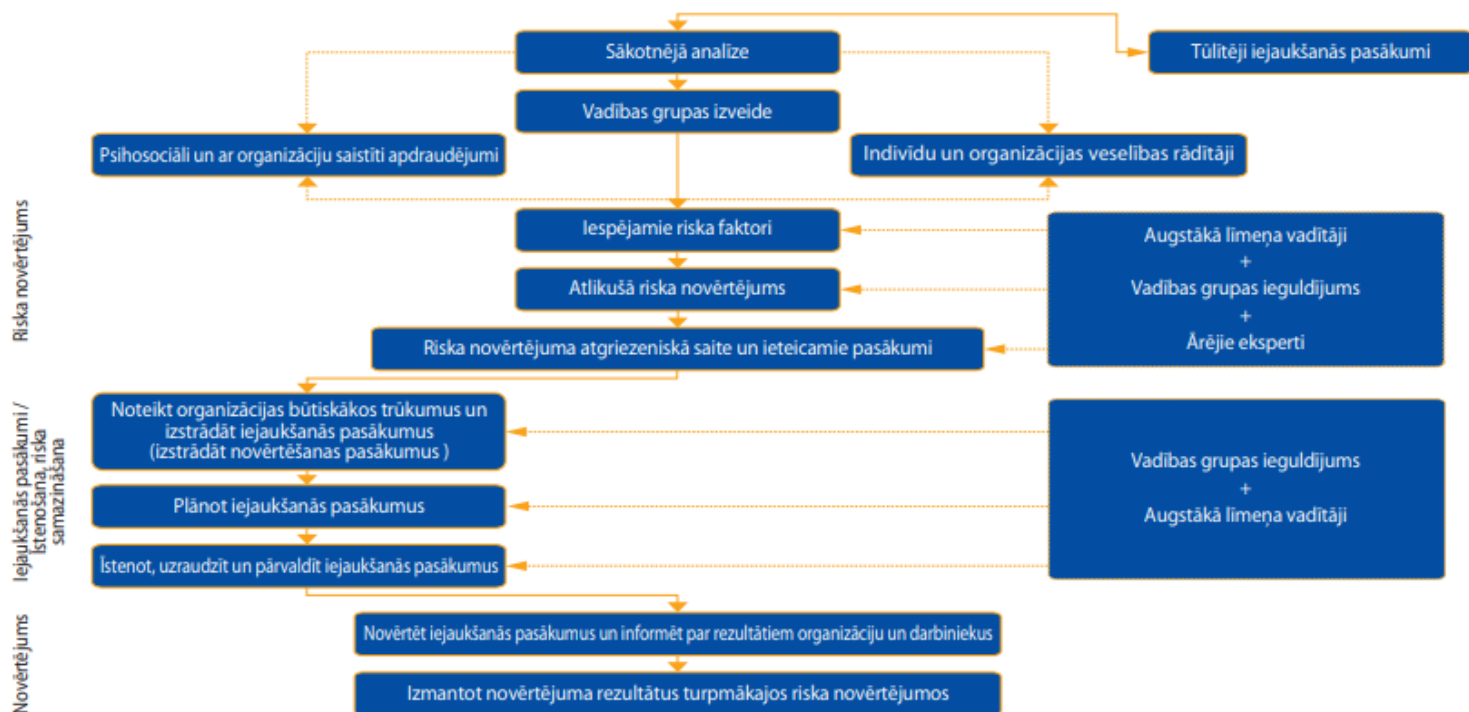 Sākotnējā analīze
Tūlītēji iejaukšanās pasākumi
Vadības grupas izveide
Psihosociāli un ar organizāciju saistīti apdraudējumi
Indivīdu un organizācijas veselības rādītāji
Riska novērtējums
Iespējamie riska faktori
Atlikušā riska novērtējums
Riska novērtējuma atgriezeniskā saite un ieteicamie pasākumi
Augstākā līmeņa vadītāji
+
Vadības grupas ieguldījums
+
Ārējie eksperti
Iejaukšanās pasākumi /
Īstenošana, riska
samazināšana
Noteikt organizācijas būtiskākos trūkumus un
izstrādāt iejaukšanās pasākumus
(izstrādāt novērtēšanas pasākumus )
Plānot iejaukšanās pasākumus
Īstenot, uzraudzīt un pārvaldīt iejaukšanās pasākumus
Vadības grupas ieguldījums
+
Augstākā līmeņa vadītāji
Novērtējums
Novērtēt iejaukšanās pasākumus un informēt par rezultātiem organizāciju un darbiniekus
Izmantot novērtējuma rezultātus turpmākajos riska novērtējumos